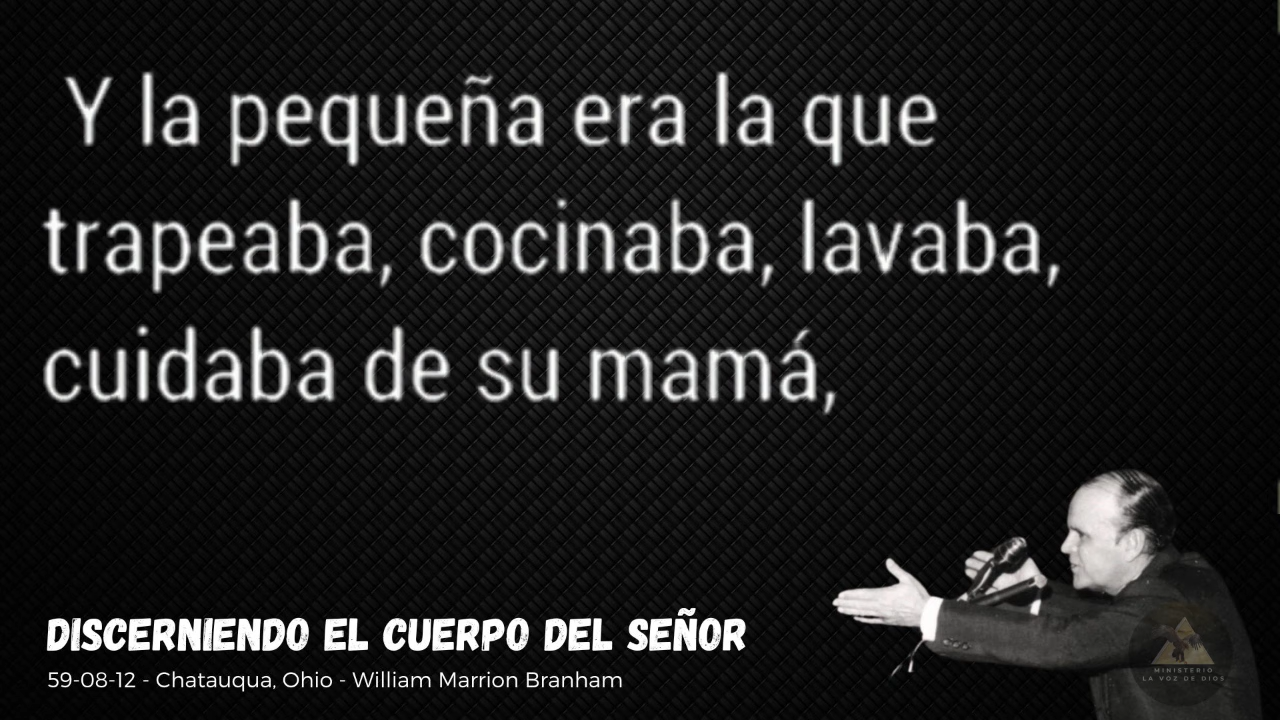 Y la pequeña era la que
trapeaba, cocinaba, lavaba,
cuidaba de su mamá,
DISCERNIENDO EL CUERPO DEL SEÑOR
59-08-12 - Chatauqua, Ohio - William Marrion Branham
MINISTERIO
LA VOZ DE DIOS